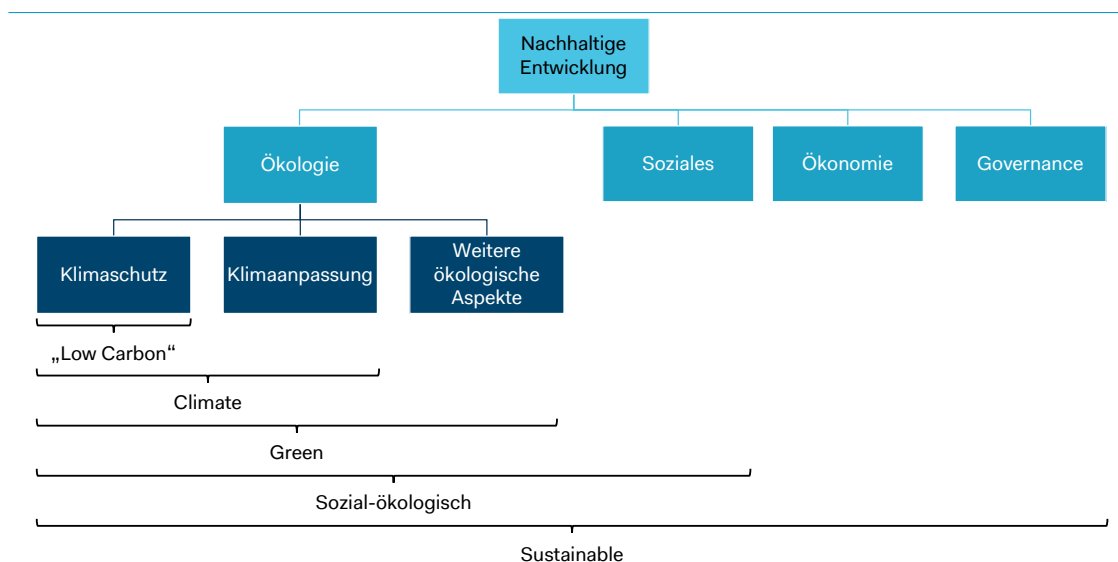 Nachhaltige
Entwicklung
Ökologie
Soziales
Ökonomie
Governance
Klimaschutz
Klimaanpassung
Weitere
ökologische
Aspekte
„Low Carbon“
Climate
Green
Sozial-ökologisch
Sustainable